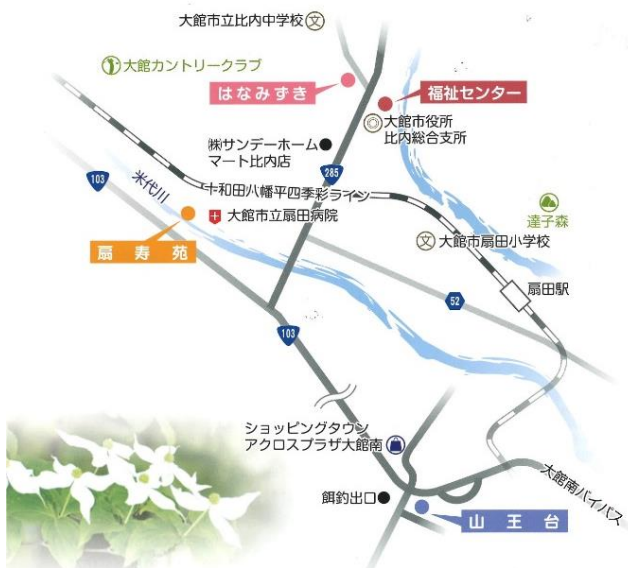 大館市立比内中学校
文
大館カントリークラブ
はなみずき
福祉センター
大館市役所
比内総合支所
㈱サンデーホーム
マート比内店
285
103
米代川
十和田八幡平四季彩ライン
大館市立扇田病院
達子森
文
大館市扇田小学校
扇寿苑
扇田駅
52
103
ショッピングタウン
アクロスプラザ大館南
大館南バイパス
餌釣出口
山王台